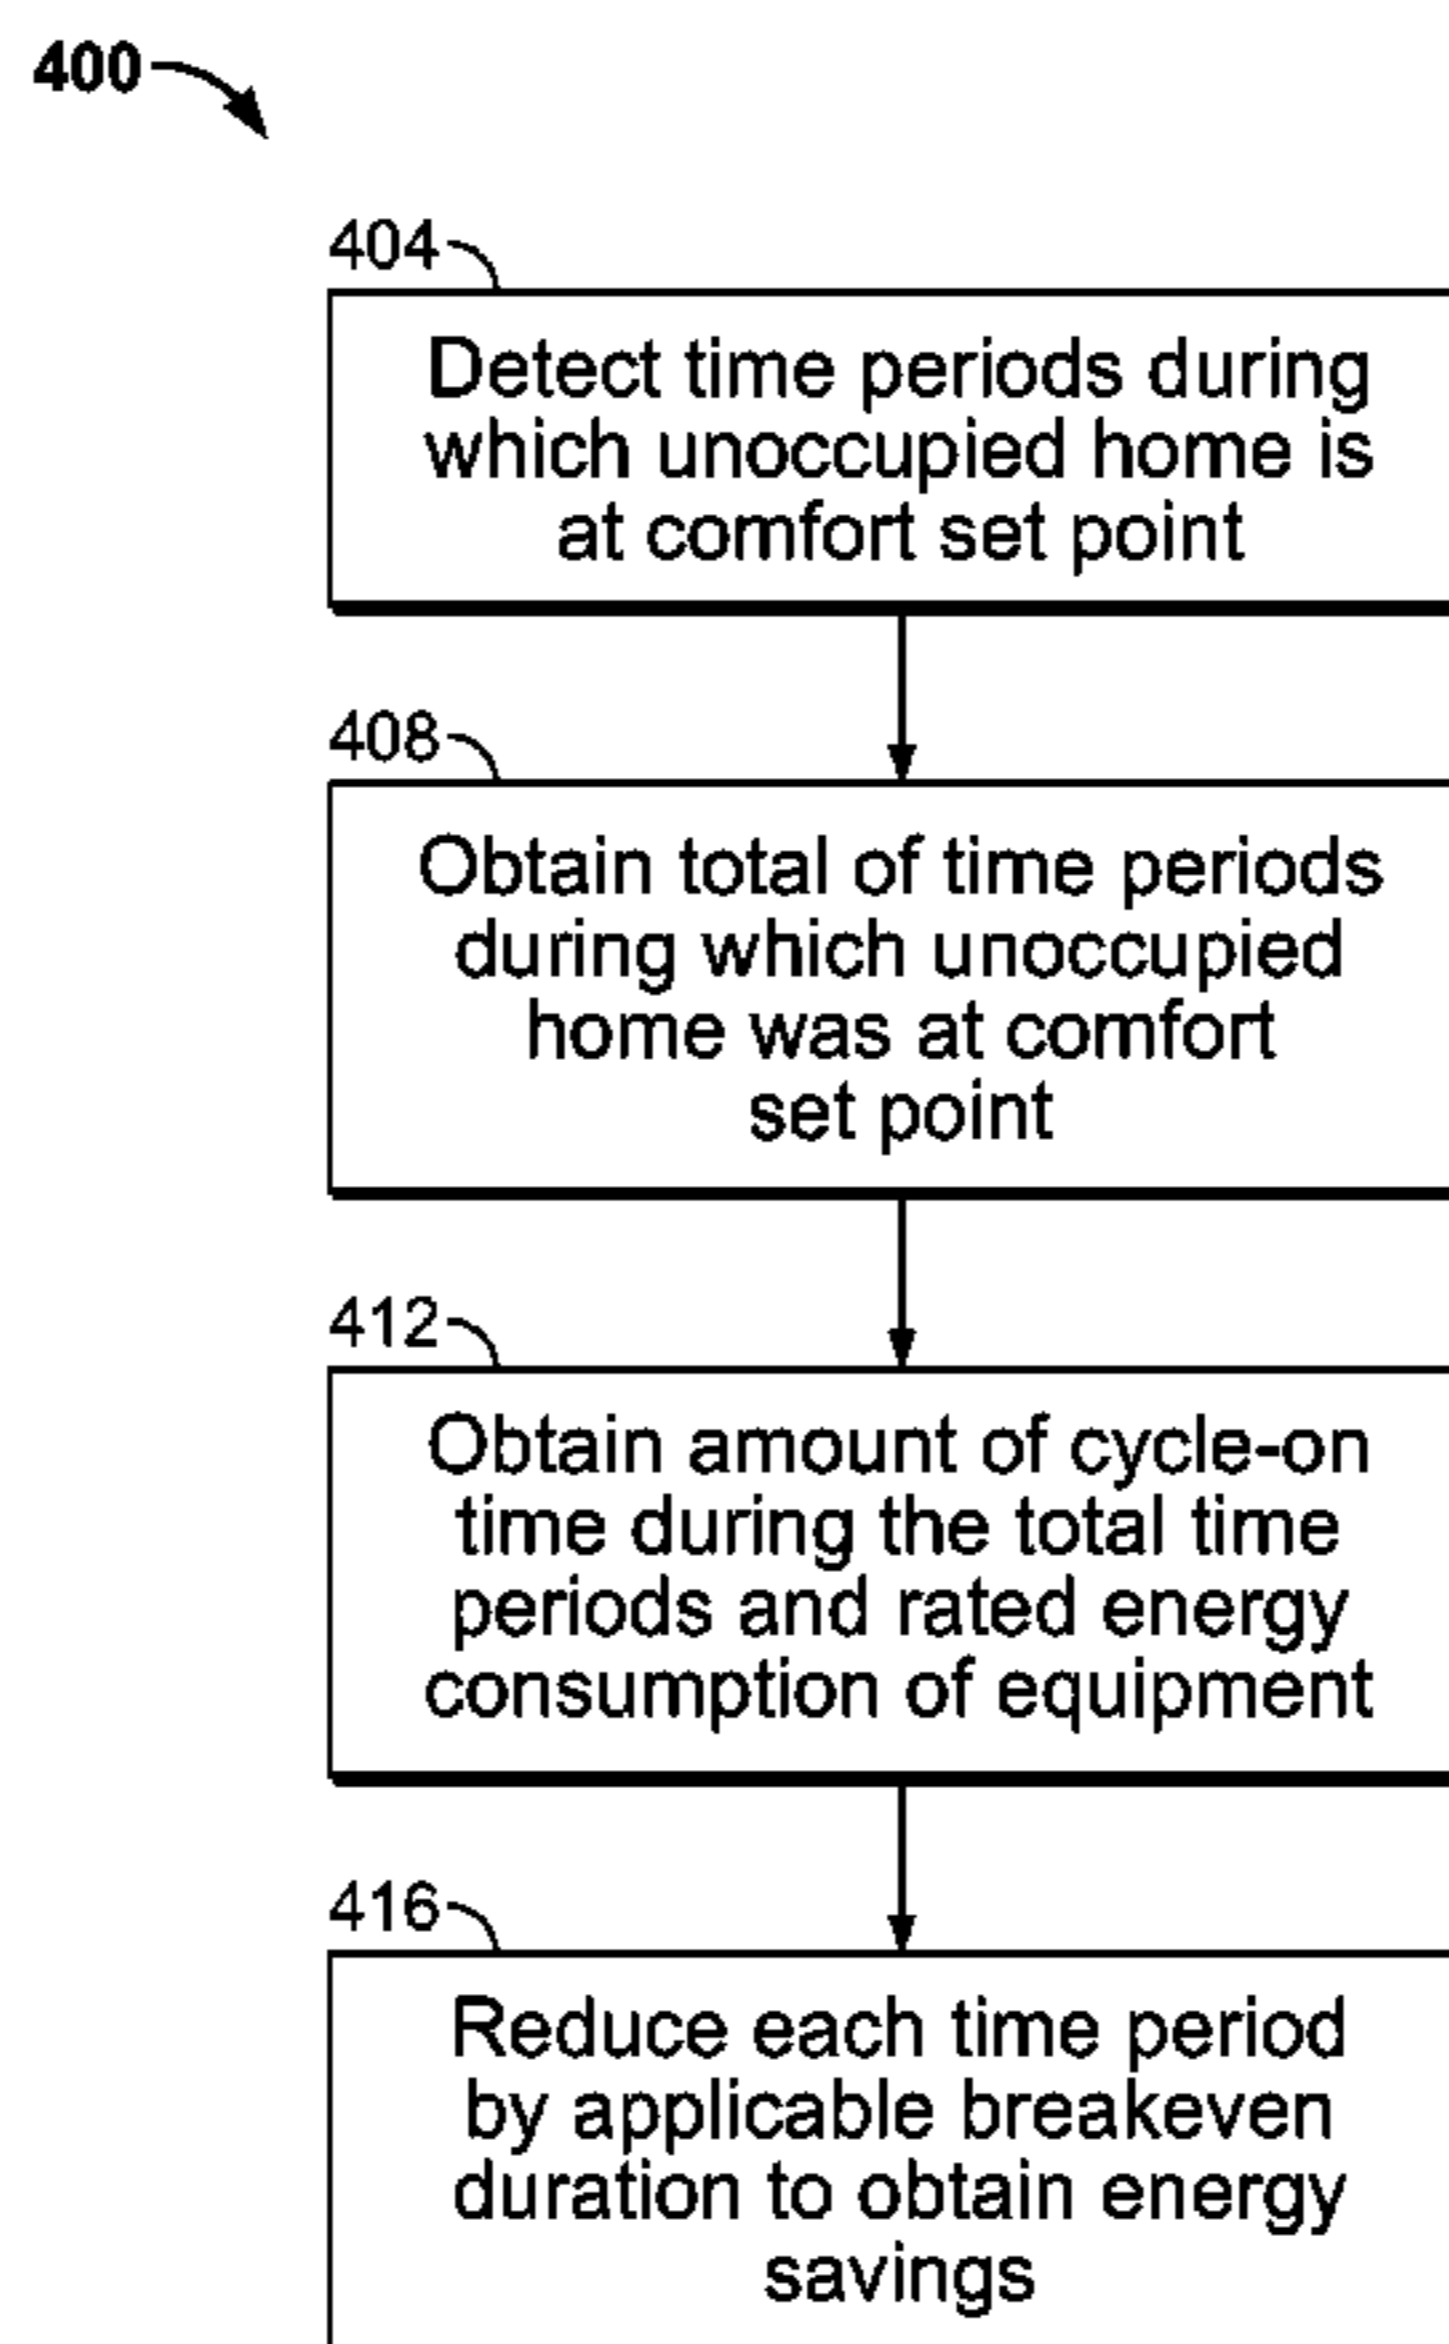 400
404
Detect time periods during
which unoccupied home is
at comfort set point
408
Obtain total of time periods
during which unoccupied
home was at comfort
set point
412
Obtain amount of cycle-on
time during the total time
periods and rated energy
consumption of equipment
416
Reduce each time period
by applicable breakeven
duration to obtain energy
savings